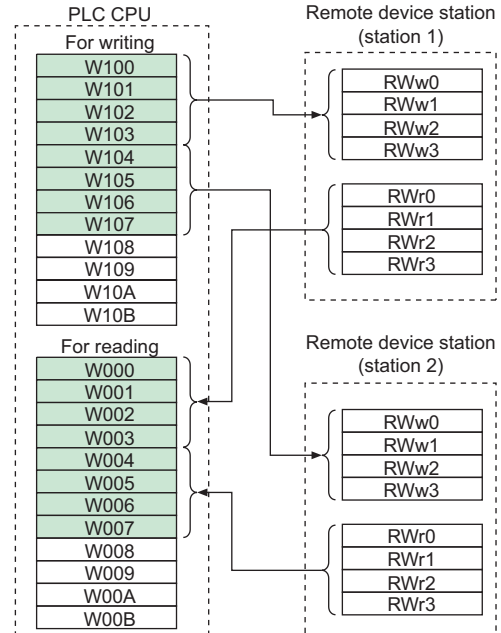 PLC CPU
For writing
W100
W101
W102
W103
W104
W105
W106
W107
W108
W109
W10A
W10B
For reading
W000
W001
W002
W003
W004
W005
W006
W007
W008
W009
W00A
W00B
Remote device station
(station 1)
RWw0
RWw1
RWw2
RWw3
RWr0
RWr1
RWr2
RWr3
Remote device station
(station 2)
RWw0
RWw1
RWw2
RWw3
RWr0
RWr1
RWr2
RWr3